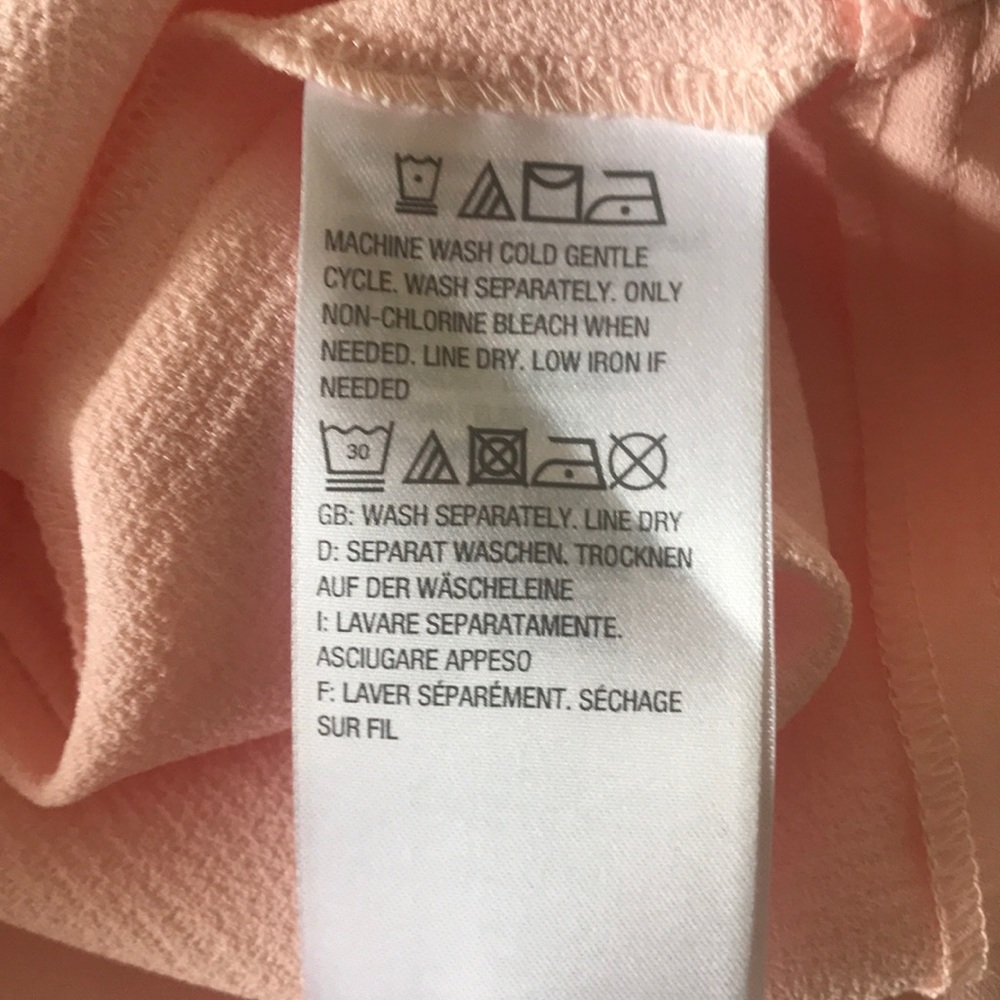 MACHINE WASH COLD GENTLE
CYCLE. WASH SEPARATELY. ONLY
NON-CHLORINE BLEACH WHEN
NEEDED. LINE DRY. LOW IRON IF
NEEDED
30
GB: WASH SEPARATELY. LINE DRY
D: SEPARAT WASCHEN. TROCKNEN
AUF DER WÄSCHELEINE
I: LAVARE SEPARATAMENTE.
ASCIUGARE APPESO
F: LAVER SÉPARÉMENT. SÉCHAGE
SUR FIL